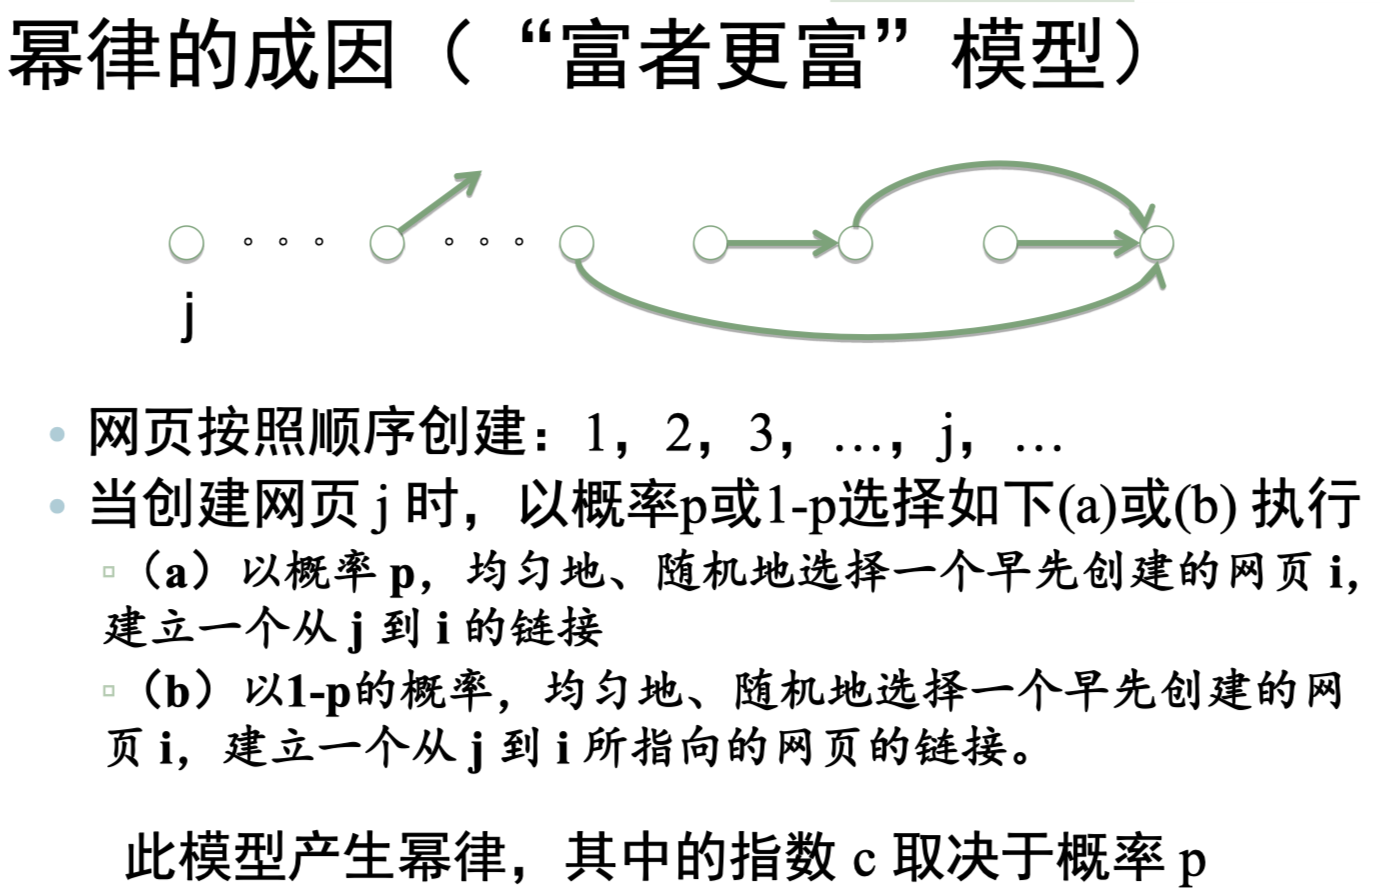 幂律的成因（“富者更富”模型）
j
网页按照顺序创建：1，2，3，…，j，…
当创建网页 j 时，以概率p或1-p选择如下(a)或(b) 执行
（a）以概率 p，均匀地、随机地选择一个早先创建的网页 i，
建立一个从 j 到 i 的链接
（b）以1-p的概率，均匀地、随机地选择一个早先创建的网
页 i，建立一个从 j 到 i 所指向的网页的链接。
此模型产生幂律，其中的指数 c 取决于概率 p